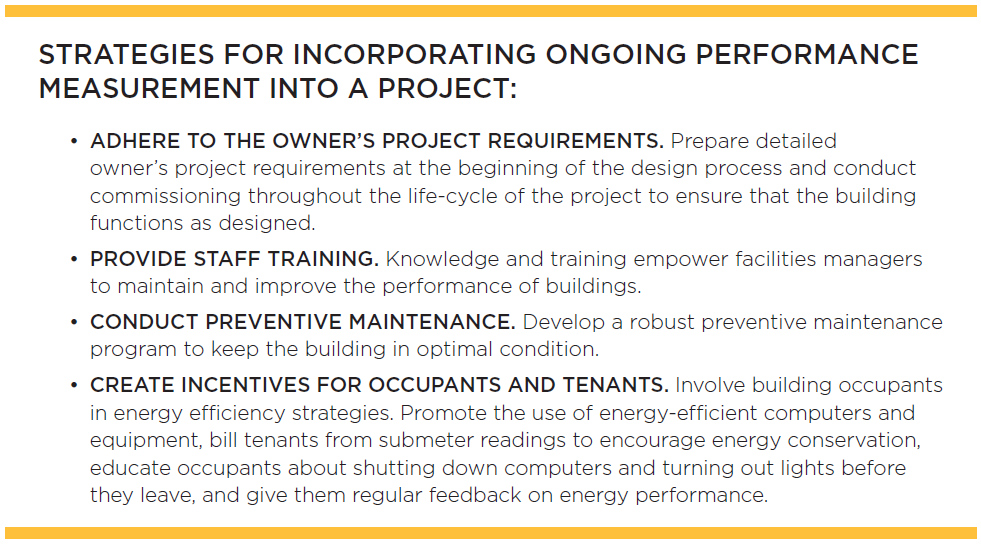 STRATEGIES FOR INCORPORATING ONGOING PERFORMANCE
MEASUREMENT INTO A PROJECT:
• ADHERE TO THE OWNER’S PROJECT REQUIREMENTS. Prepare detailed
owner’s project requirements at the beginning of the design process and conduct
commissioning throughout the life-cycle of the project to ensure that the building
functions as designed.
• PROVIDE STAFF TRAINING. Knowledge and training empower facilities managers
to maintain and improve the performance of buildings.
• CONDUCT PREVENTIVE MAINTENANCE. Develop a robust preventive maintenance
program to keep the building in optimal condition.
• CREATE INCENTIVES FOR OCCUPANTS AND TENANTS. Involve building occupants
in energy efficiency strategies. Promote the use of energy-efficient computers and
equipment, bill tenants from submeter readings to encourage energy conservation,
educate occupants about shutting down computers and turning out lights before
they leave, and give them regular feedback on energy performance.